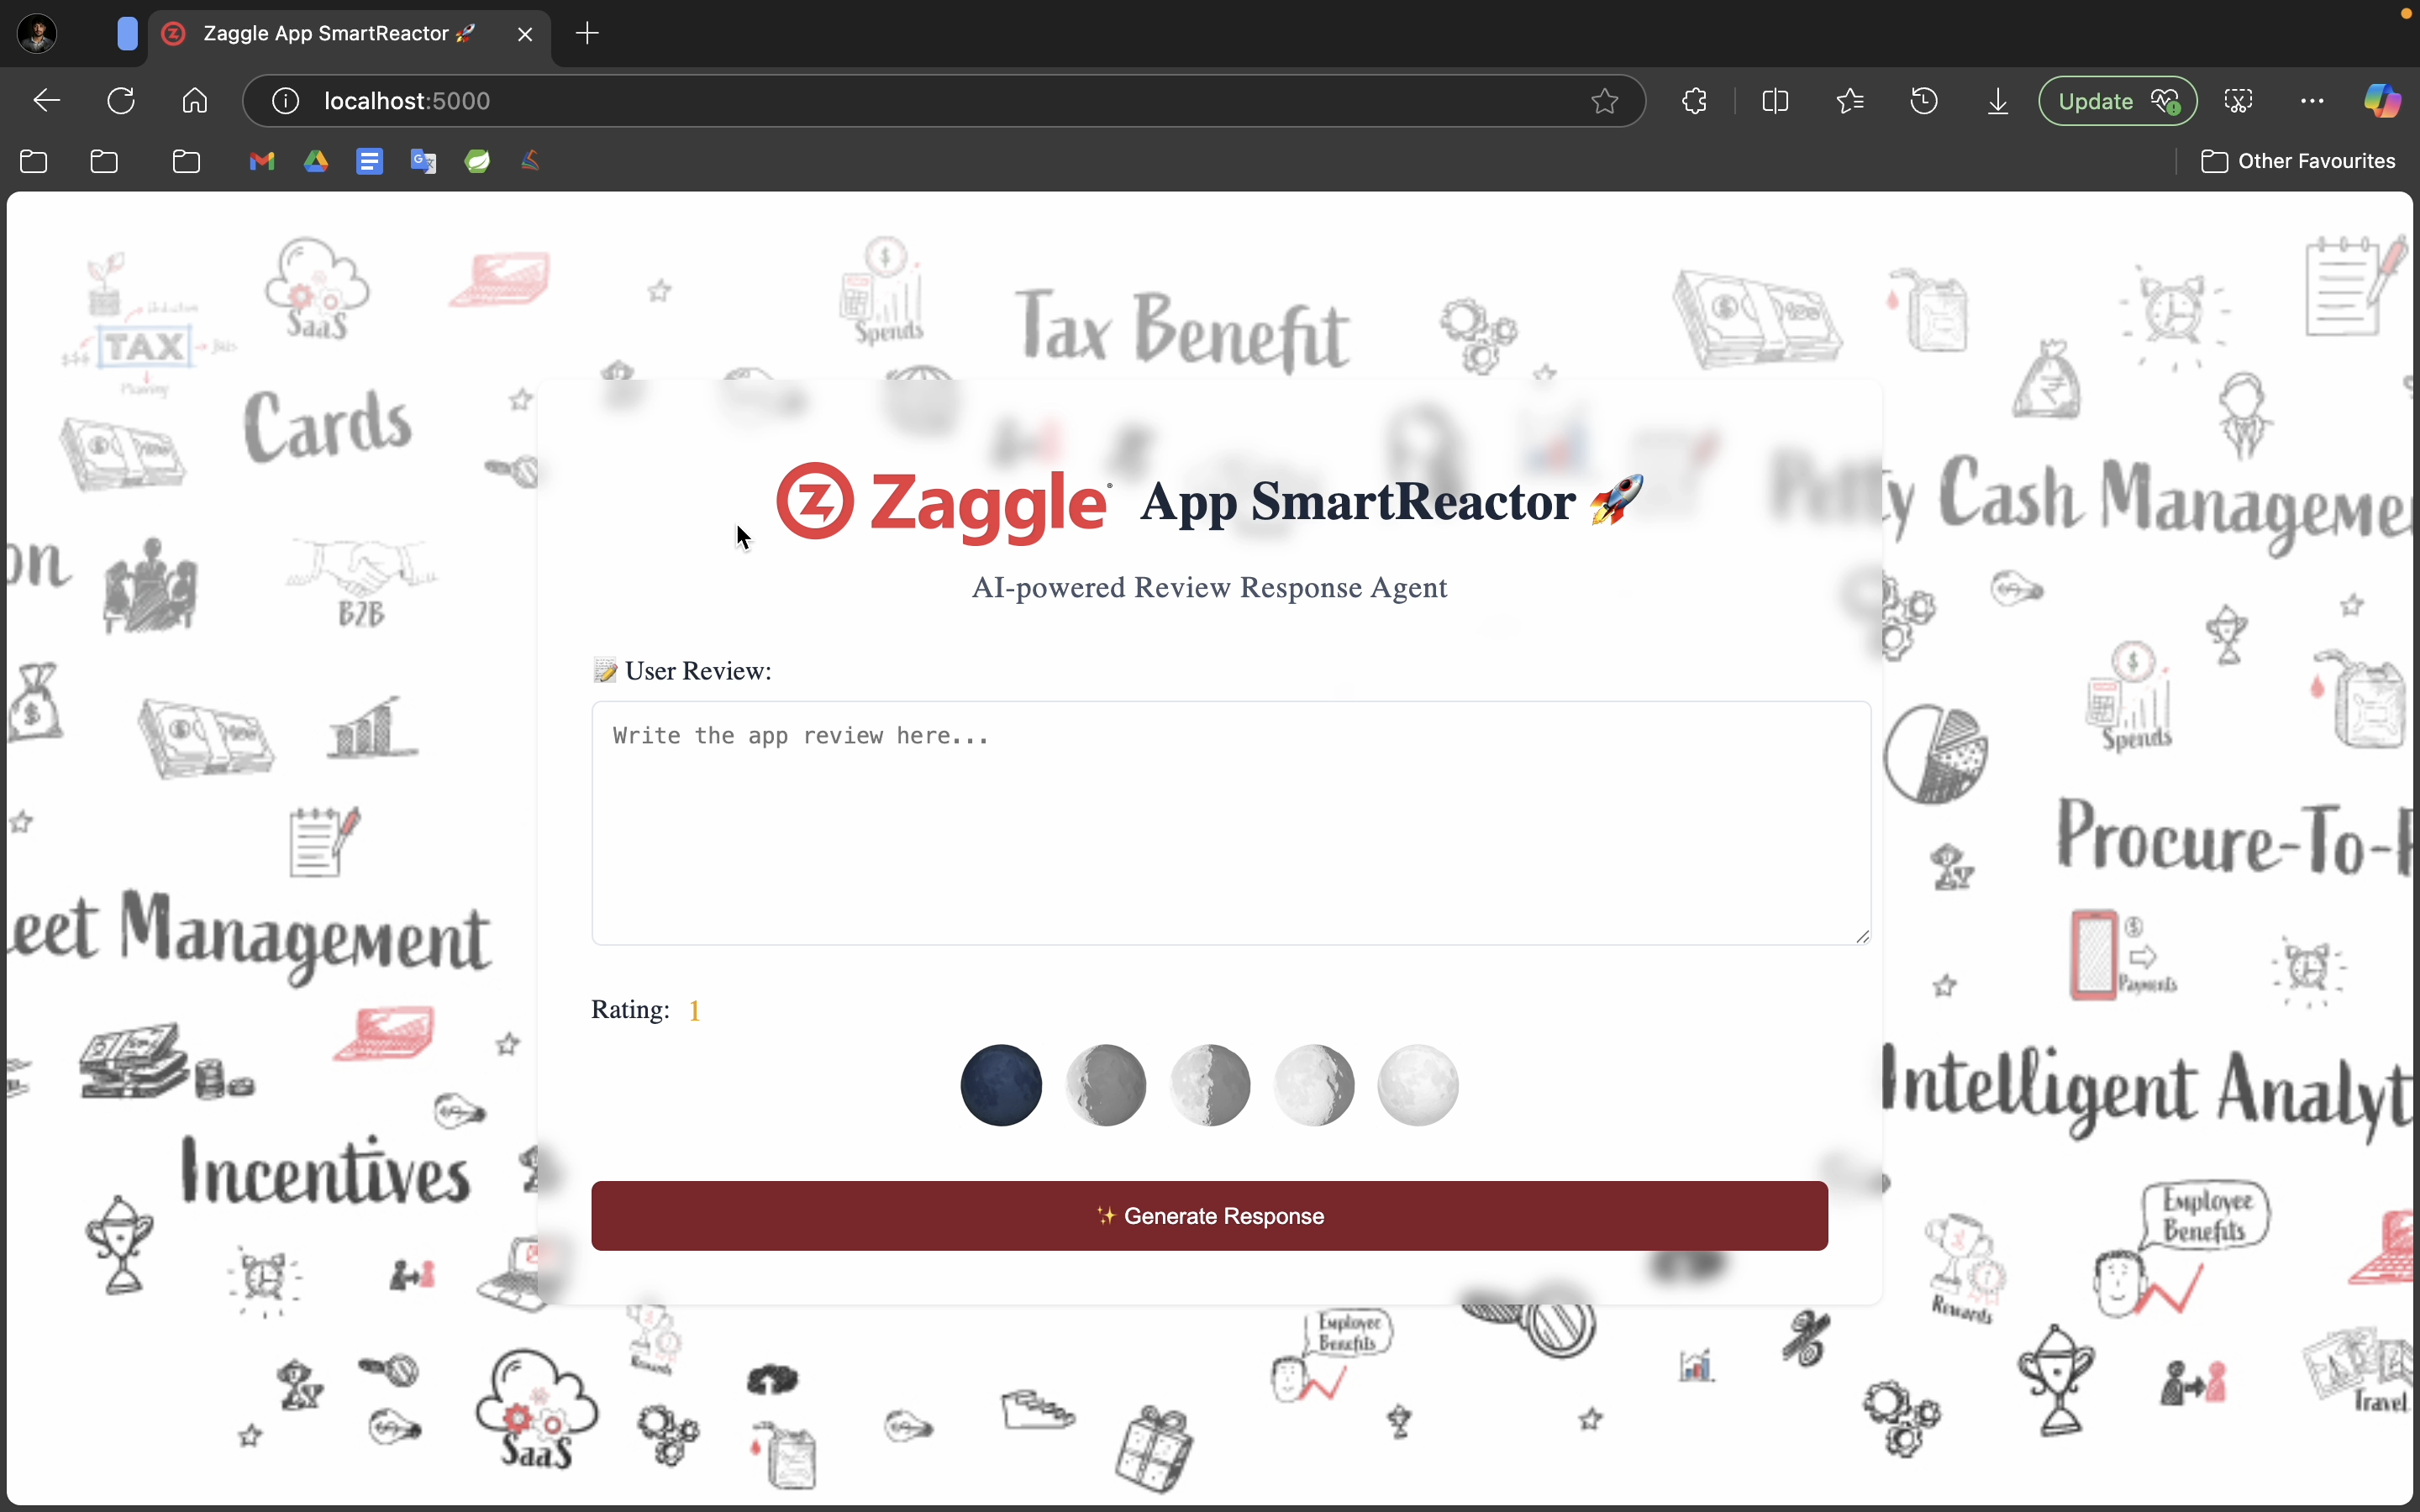 Zaggle App SmartReactor 🚀
localhost:5000
Update
Other Favourites
SaaS
Spends
Tax Benefit
TAX
$$$
Planning
Cards
y Cash Manageme
Zaggle App SmartReactor 🚀
on
AI-powered Review Response Agent
B2B
📝 User Review:
Write the app review here...
Spends
Procure-To-P
eet Management
Payments
Rating: 1
Intelligent Analyt
Incentives
✨ Generate Response
Employee
Benefits
Rewards
Employee
Benefits
Rewards
Travel
SaaS